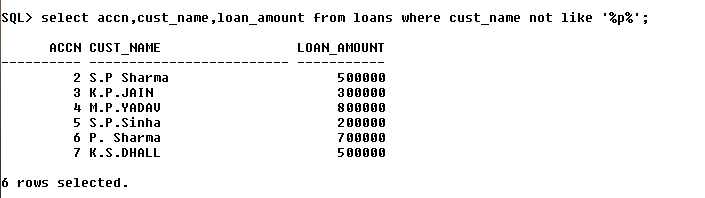 SQL> select accn,cust_name,loan_amount from loans where cust_name not like '%p%';
ACCN CUST_NAME LOAN_AMOUNT
---------- ------------------------- -----------
2 S.P Sharma 500000
3 K.P.JAIN 300000
4 M.P.YADAV 800000
5 S.P.Sinha 200000
6 P. Sharma 700000
7 K.S.DHALL 500000
6 rows selected.